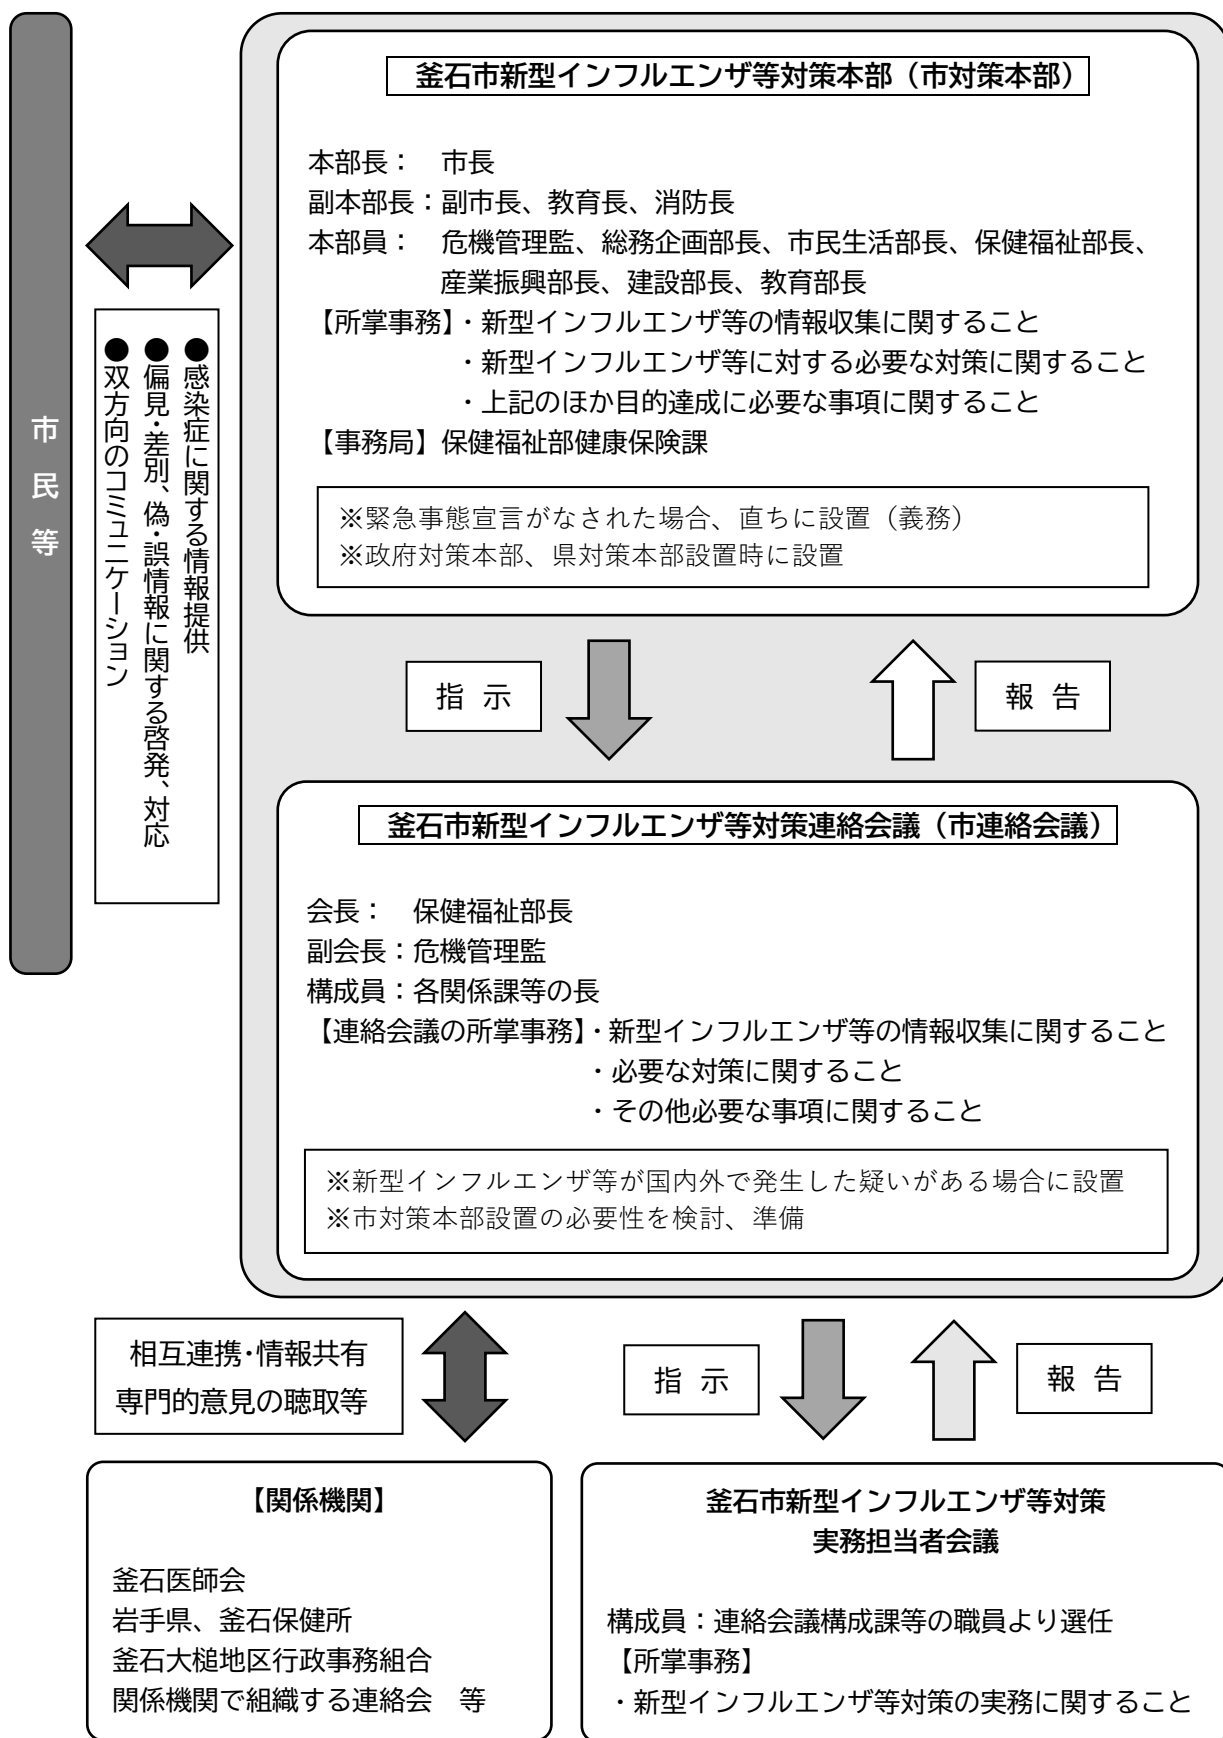 釜石市新型インフルエンザ等対策本部（市対策本部）
本部長：　市長
副本部長：副市長、教育長、消防長
本部員：　危機管理監、総務企画部長、市民生活部長、保健福祉部長、
産業振興部長、建設部長、教育部長
【所掌事務】・新型インフルエンザ等の情報収集に関すること
・新型インフルエンザ等に対する必要な対策に関すること
・上記のほか目的達成に必要な事項に関すること
【事務局】保健福祉部健康保険課
※緊急事態宣言がなされた場合、直ちに設置（義務）
※政府対策本部、県対策本部設置時に設置
市民等
●感染症に関する情報提供
●偏見・差別、偽・誤情報に関する啓発、対応
●双方向のコミュニケーション
指 示
報 告
釜石市新型インフルエンザ等対策連絡会議（市連絡会議）
会長：　保健福祉部長
副会長：危機管理監
構成員：各関係課等の長
【連絡会議の所掌事務】・新型インフルエンザ等の情報収集に関すること
・必要な対策に関すること
・その他必要な事項に関すること
※新型インフルエンザ等が国内外で発生した疑いがある場合に設置
※市対策本部設置の必要性を検討、準備
相互連携・情報共有
専門的意見の聴取等
指 示
報 告
【関係機関】
釜石医師会
岩手県、釜石保健所
釜石大槌地区行政事務組合
関係機関で組織する連絡会　等
釜石市新型インフルエンザ等対策
実務担当者会議
構成員：連絡会議構成課等の職員より選任
【所掌事務】
・新型インフルエンザ等対策の実務に関すること